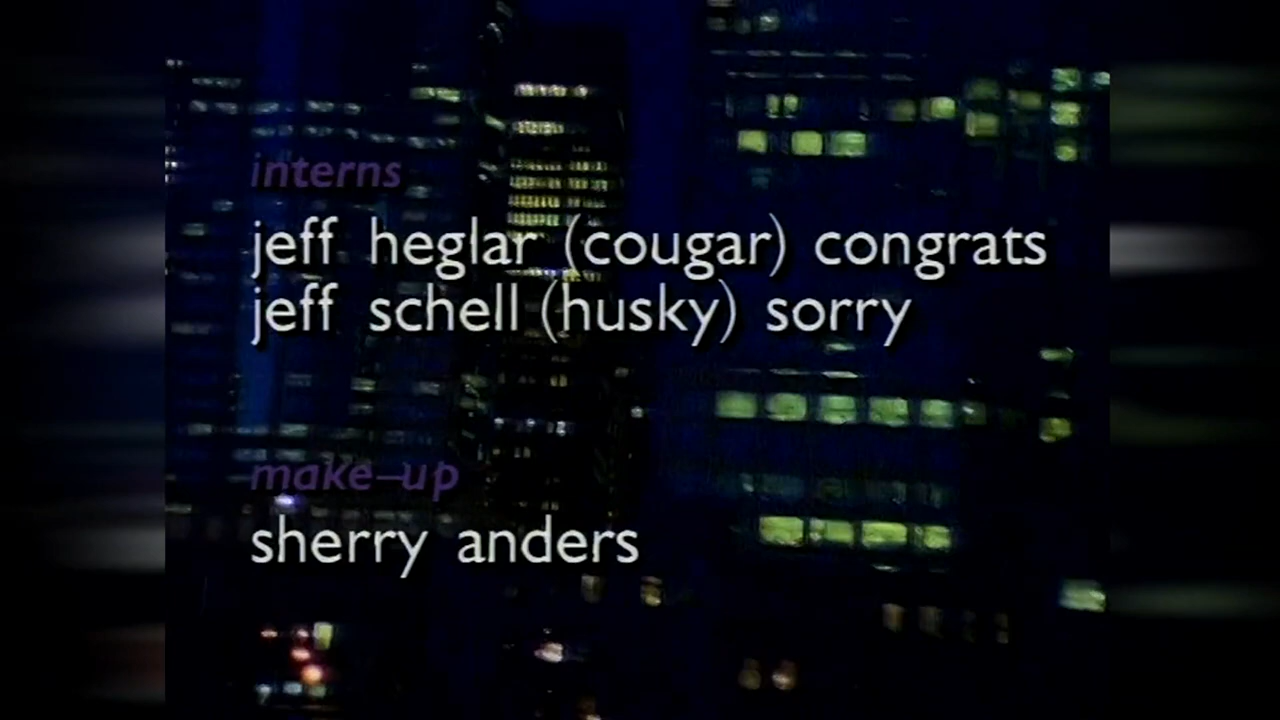 interns
jeff heglar (cougar) congrats
jeff schell (husky) sorry
make-up
sherry anders